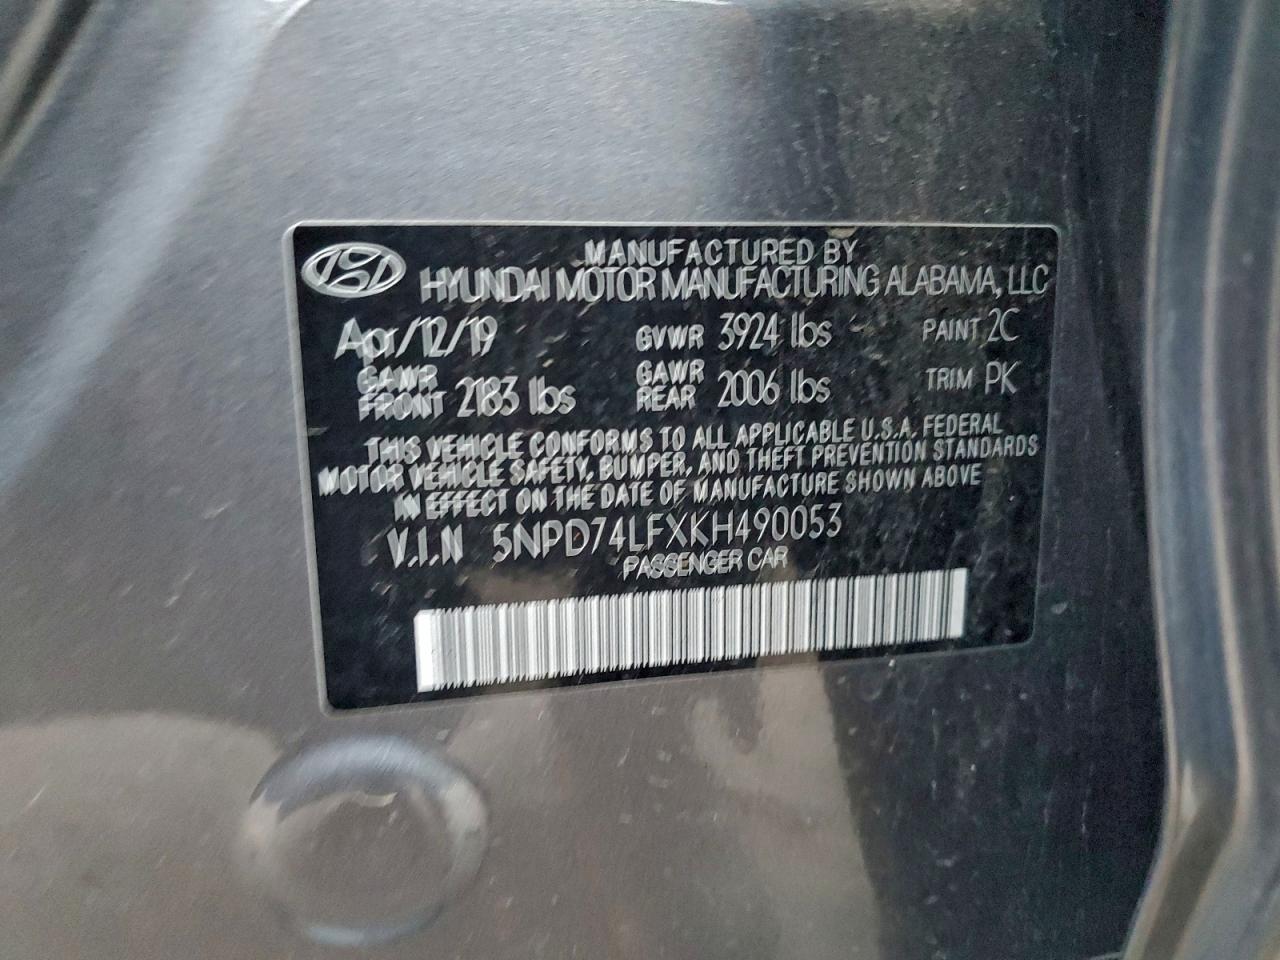 MANUFACTURED BY
HYUNDAI MOTOR MANUFACTURING ALABAMA, LLC
Apr/12/19 GVWR 3924 lbs PAINT 2C
GAWR FRONT 2183 lbs GAWR REAR 2006 lbs TRIM PK
THIS VEHICLE CONFORMS TO ALL APPLICABLE U.S.A. FEDERAL
MOTOR VEHICLE SAFETY, BUMPER, AND THEFT PREVENTION STANDARDS
IN EFFECT ON THE DATE OF MANUFACTURE SHOWN ABOVE
V.I.N 5NPD74LFXKH490053
PASSENGER CAR